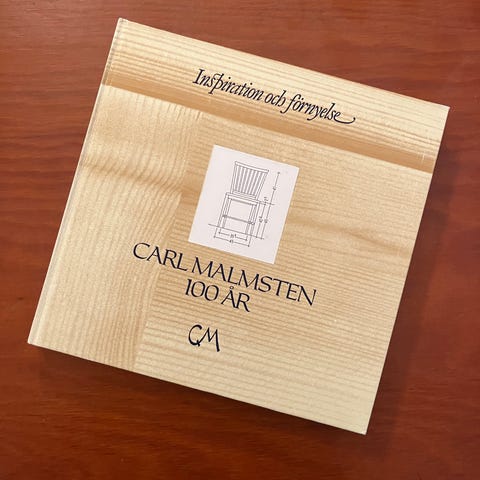 Inspiration och förnyelse
CARL MALMSTEN
100 ÅR
CM